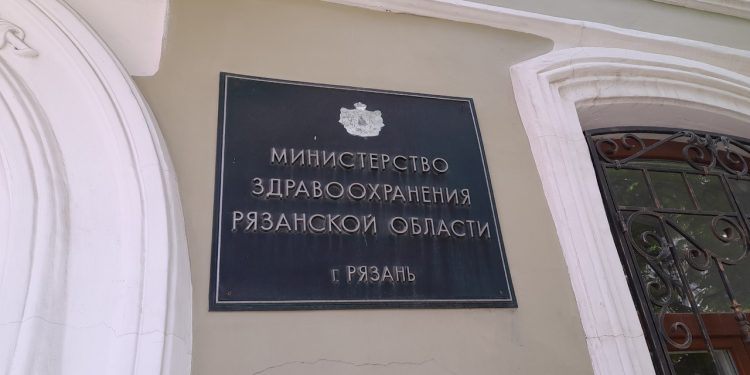 МИНИСТЕРСТВО
ЗДРАВООХРАНЕНИЯ
РЯЗАНСКОЙ ОБЛАСТИ
г. РЯЗАНЬ